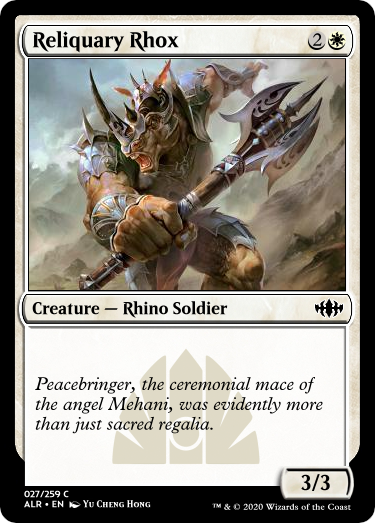 Reliquary Rhox 2
Creature — Rhino Soldier
Peacebringer, the ceremonial mace of
the angel Mehani, was evidently more
than just sacred regalia.
3/3
027/259 C
ALR • EN Yu Cheng Hong ™ & © 2020 Wizards of the Coast